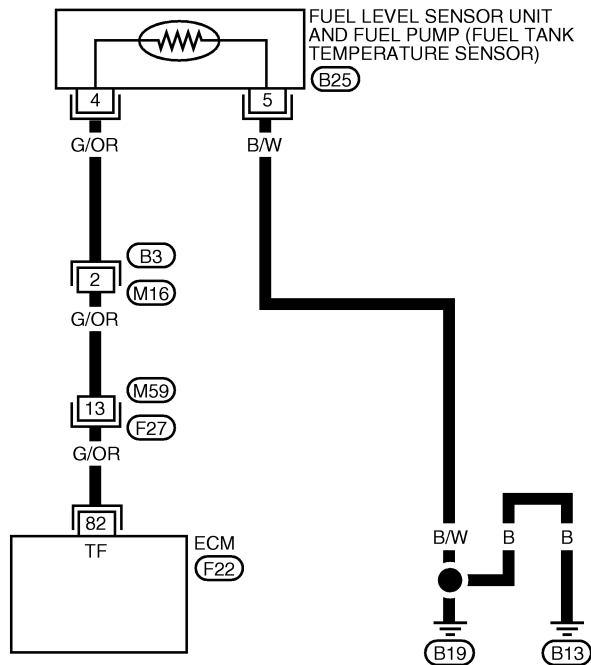 FUEL LEVEL SENSOR UNIT
AND FUEL PUMP (FUEL TANK
TEMPERATURE SENSOR)
B25
4
5
G/OR
B/W
B3
2
M16
G/OR
M59
13
F27
G/OR
82
TF
ECM
F22
B/W
B
B
B19
B13